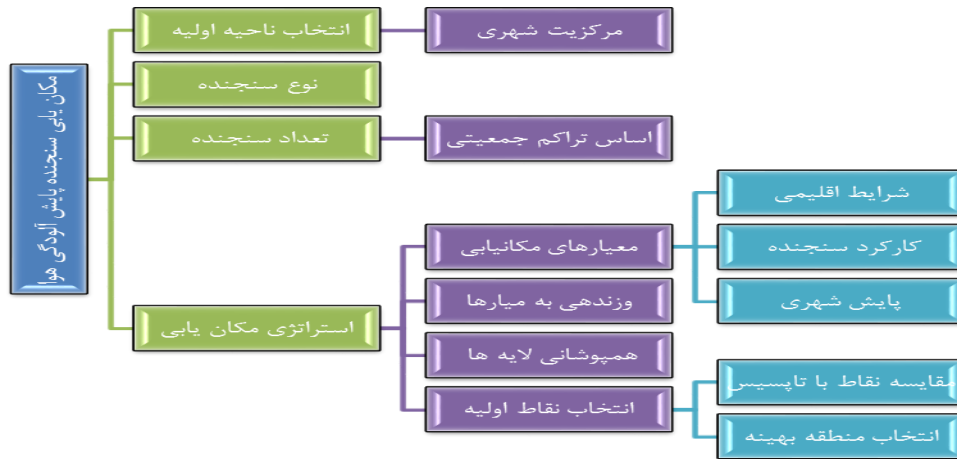 مکان یابی سنجنده پایش آلودگی هوا
انتخاب ناحیه اولیه
مرکزیت شهری
نوع سنجنده
تعداد سنجنده
اساس تراکم جمعیتی
استراتژی مکان یابی
معیارهای مکانیابی
شرایط اقلیمی
کارکرد سنجنده
پایش شهری
وزندهی به میارها
همپوشانی لایه ها
انتخاب نقاط اولیه
مقایسه نقاط با تاپسیس
انتخاب منطقه بهینه